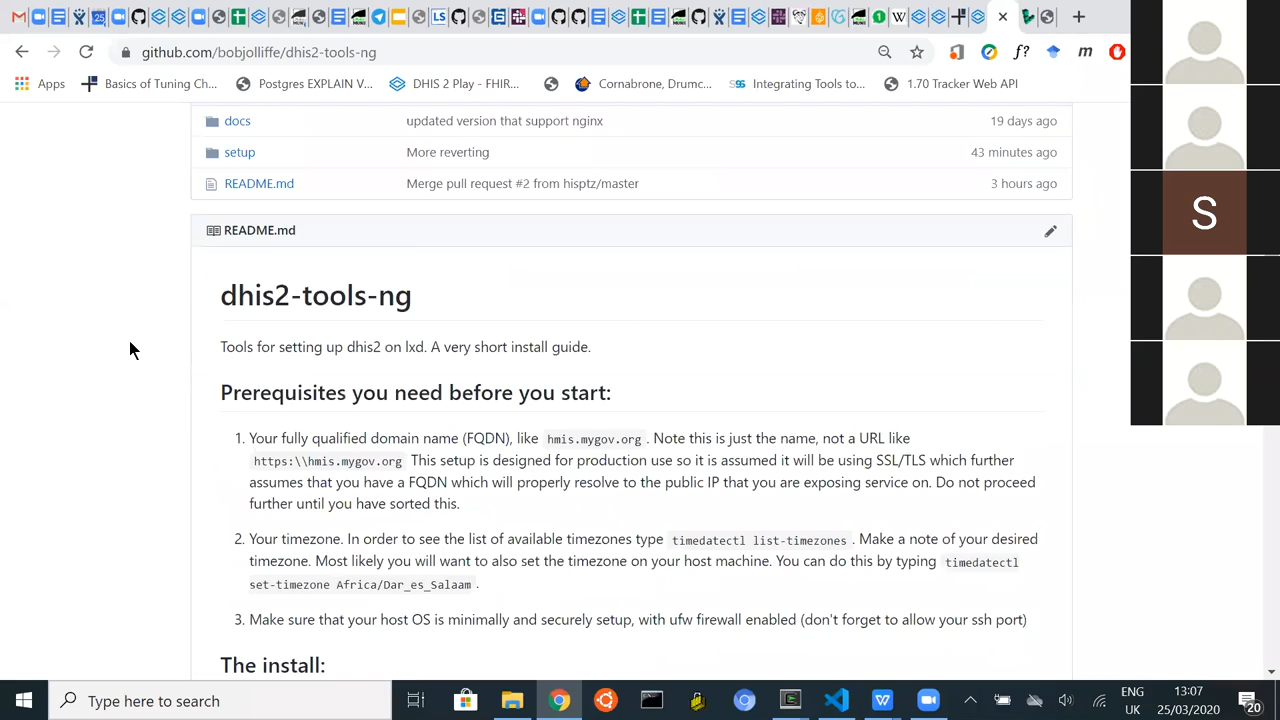 github.com/bobjolliffe/dhis2-tools-ng
Apps
Basics of Tuning Ch...
Postgres EXPLAIN V...
DHIS 2 Play - FHIR...
Cornabrone, Drumc...
Integrating Tools to...
1.70 Tracker Web API
docs
updated version that support nginx
19 days ago
setup
More reverting
43 minutes ago
README.md
Merge pull request #2 from hisptz/master
3 hours ago
README.md
S
dhis2-tools-ng
Tools for setting up dhis2 on lxd. A very short install guide.
Prerequisites you need before you start:
1. Your fully qualified domain name (FQDN), like hmis.mygov.org . Note this is just the name, not a URL like
https:\\hmis.mygov.org This setup is designed for production use so it is assumed it will be using SSL/TLS which further
assumes that you have a FQDN which will properly resolve to the public IP that you are exposing service on. Do not proceed
further until you have sorted this.
2. Your timezone. In order to see the list of available timezones type timedatectl list-timezones . Make a note of your desired
timezone. Most likely you will want to also set the timezone on your host machine. You can do this by typing timedatectl
set-timezone Africa/Dar_es_Salaam .
3. Make sure that your host OS is minimally and securely setup, with ufw firewall enabled (don't forget to allow your ssh port)
The install:
Type here to search
ENG
UK
13:07
25/03/2020
20